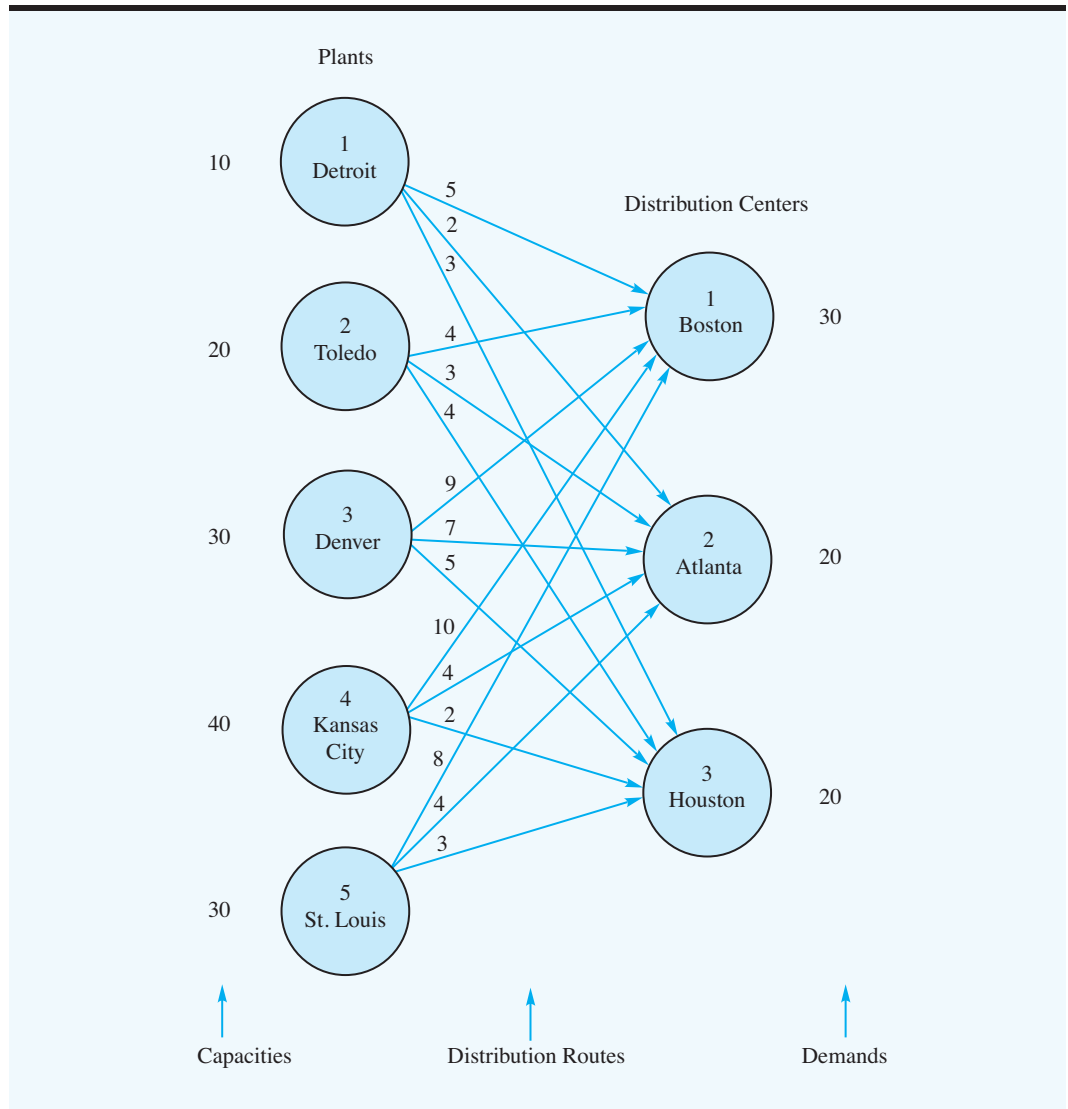 Plants
1
Detroit
10
5
2
3
Distribution Centers
1
Boston
30
2
Toledo
20
4
3
4
3
Denver
30
9
7
5
2
Atlanta
20
4
Kansas
City
40
10
4
2
3
Houston
20
8
4
3
5
St. Louis
30
Capacities
Distribution Routes
Demands